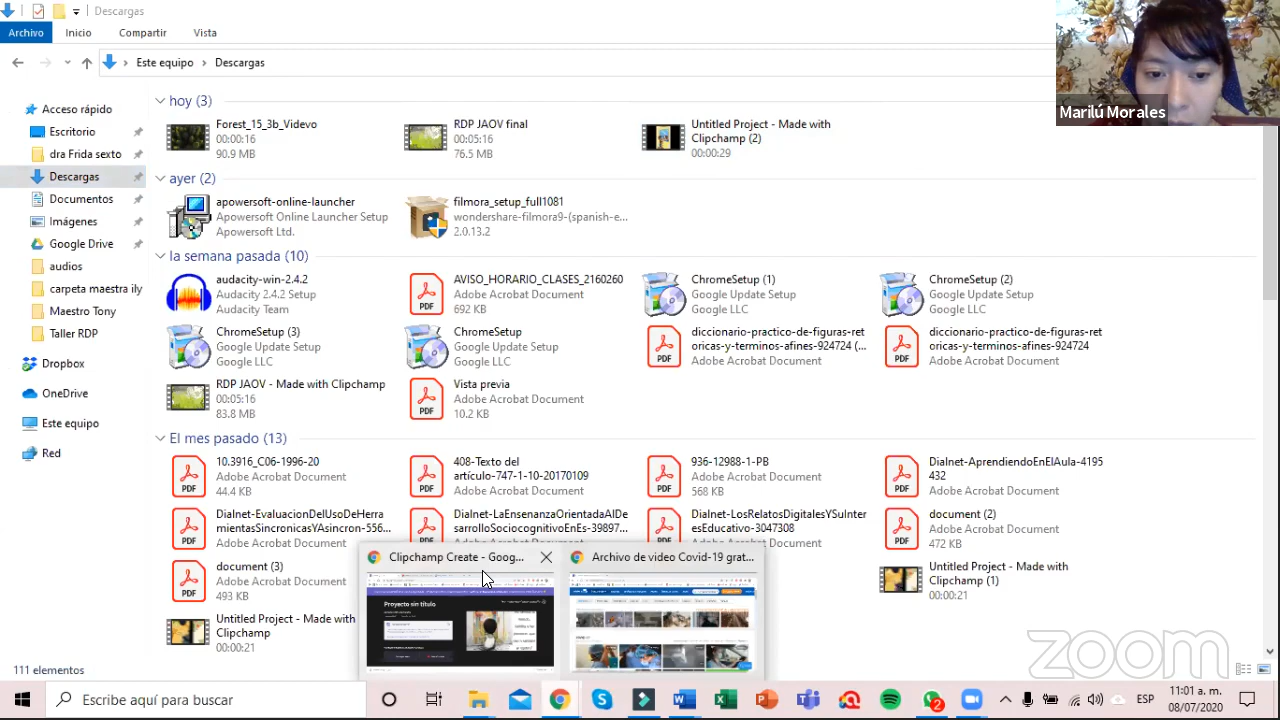 Descargas
Archivo Inicio Compartir Vista
Este equipo Descargas
Marilú Morales
Acceso rápido
Escritorio
dra Frida sexto
Descargas
Documentos
Imágenes
Google Drive
audios
carpeta maestra ily
Maestro Tony
Taller RDP
Dropbox
OneDrive
Este equipo
Red
hoy (3)
Forest_15_3b_Videvo
00:00:16
90.9 MB
RDP JAOV final
00:05:16
76.5 MB
Untitled Project - Made with
Clipchamp (2)
00:00:29
ayer (2)
apowersoft-online-launcher
Apowersoft Online Launcher Setup
Apowersoft Ltd.
filmora_setup_full1081
wondershare-filmora9-(spanish-e...
2.0.13.2
la semana pasada (10)
audacity-win-2.4.2
Audacity 2.4.2 Setup
Audacity Team
AVISO_HORARIO_CLASES_2160260
Adobe Acrobat Document
692 KB
ChromeSetup (1)
Google Update Setup
Google LLC
ChromeSetup (2)
Google Update Setup
Google LLC
ChromeSetup (3)
Google Update Setup
Google LLC
ChromeSetup
Google Update Setup
Google LLC
diccionario-practico-de-figuras-ret
oricas-y-terminos-afines-924724 (...
Adobe Acrobat Document
diccionario-practico-de-figuras-ret
oricas-y-terminos-afines-924724
Adobe Acrobat Document
RDP JAOV - Made with Clipchamp
00:05:16
83.8 MB
Vista previa
Adobe Acrobat Document
10.2 KB
El mes pasado (13)
10.3916_C06-1996-20
Adobe Acrobat Document
44.4 KB
408-Texto del
artículo-747-1-10-20170109
Adobe Acrobat Document
936-12988-1-PB
Adobe Acrobat Document
568 KB
Dialnet-AprendiendoEnElAula-4195
432
Adobe Acrobat Document
Dialnet-EvaluacionDelUsoDeHerra
mientasSincronicasYAsincron-556...
Adobe Acrobat Document
Dialnet-LaEnsenanzaOrientadaAlDe
sarrolloSociocognitivoEnEs-39897...
Dialnet-LosRelatosDigitalesYSuInter
esEducativo-3047308
document (2)
Adobe Acrobat Document
472 KB
document (3)
Adobe Acrobat Document
493 KB
Untitled Project - Made with
Clipchamp (1)
00:00:21
Untitled Project - Made with
Clipchamp
00:00:21
Clipchamp Create - Goog...
Archivo de video Covid-19 grat...
Proyecto sin título
zoom
111 elementos
Escribe aquí para buscar
2
ESP
11:01 a. m.
08/07/2020